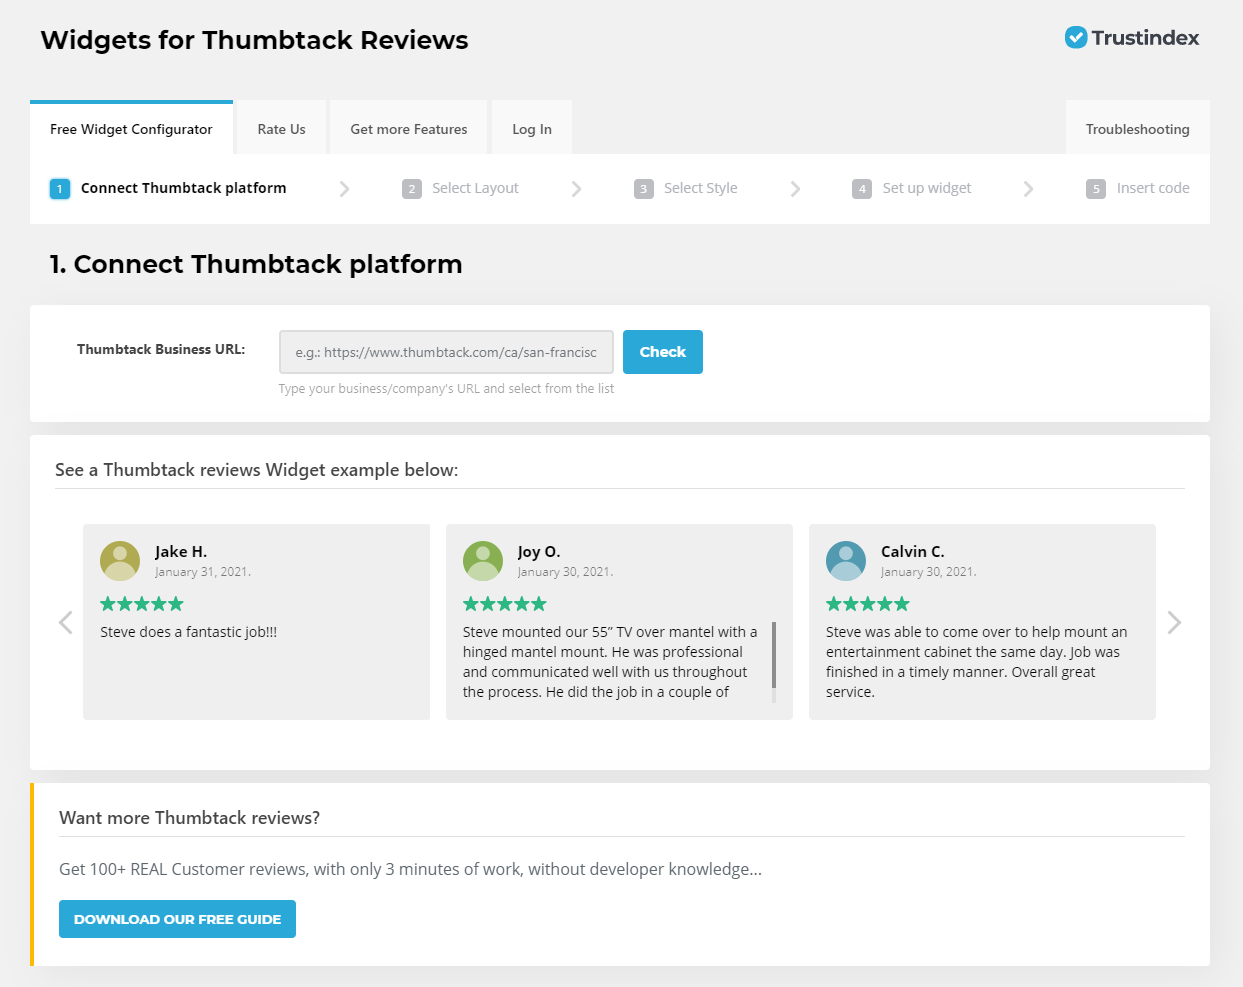 Widgets for Thumbtack Reviews
Trustindex
Free Widget Configurator
Rate Us
Get more Features
Log In
Troubleshooting
1 Connect Thumbtack platform
2 Select Layout
3 Select Style
4 Set up widget
5 Insert code
1. Connect Thumbtack platform
Thumbtack Business URL:
e.g.: https://www.thumbtack.com/ca/san-francisc
Check
Type your business/company's URL and select from the list
See a Thumbtack reviews Widget example below:
Jake H.
January 31, 2021.
Steve does a fantastic job!!!
Joy O.
January 30, 2021.
Steve mounted our 55” TV over mantel with a
hinged mantel mount. He was professional
and communicated well with us throughout
the process. He did the job in a couple of
Calvin C.
January 30, 2021.
Steve was able to come over to help mount an
entertainment cabinet the same day. Job was
finished in a timely manner. Overall great
service.
Want more Thumbtack reviews?
Get 100+ REAL Customer reviews, with only 3 minutes of work, without developer knowledge...
DOWNLOAD OUR FREE GUIDE